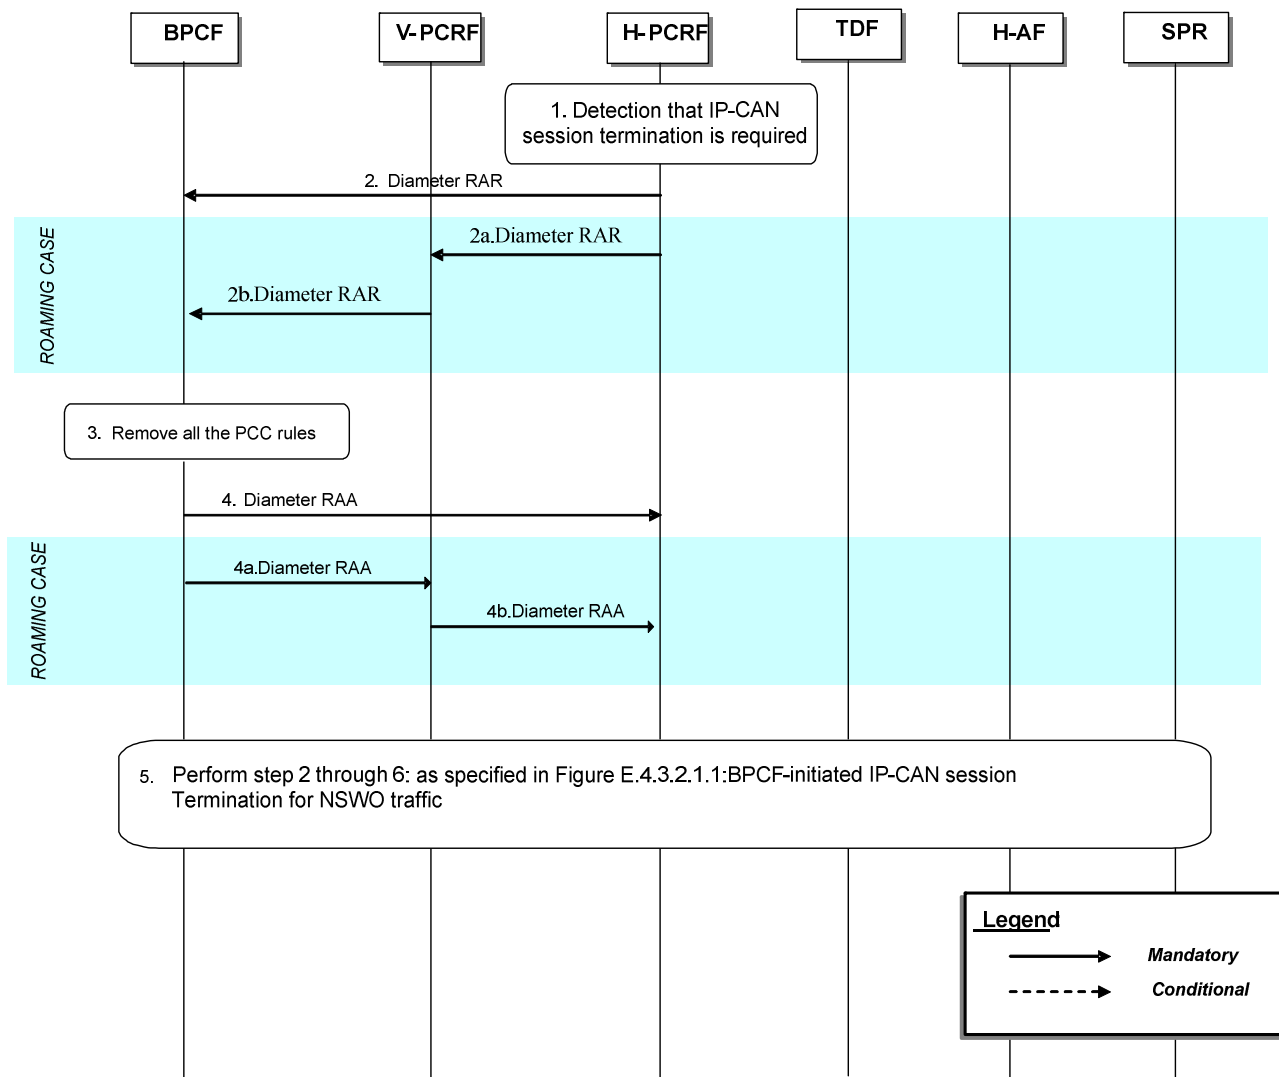 BPCF
V-PCRF
H-PCRF
TDF
H-AF
SPR
1. Detection that IP-CAN
session termination is required
2. Diameter RAR
ROAMING CASE
2a.Diameter RAR
2b.Diameter RAR
3. Remove all the PCC rules
4. Diameter RAA
ROAMING CASE
4a.Diameter RAA
4b.Diameter RAA
5. Perform step 2 through 6: as specified in Figure E.4.3.2.1.1:BPCF-initiated IP-CAN session
Termination for NSWO traffic
Legend
Mandatory
Conditional